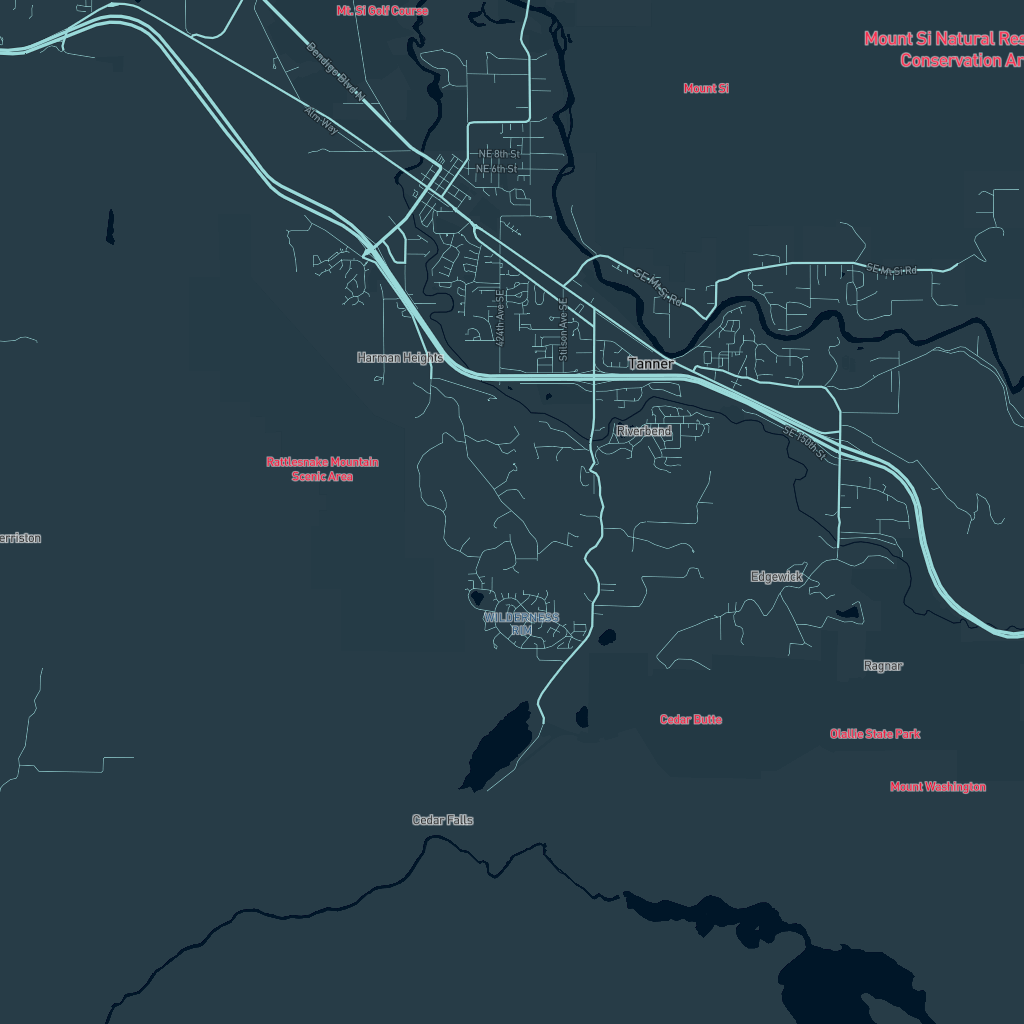 Mt. Si Golf Course
Mount Si Natural Res
Conservation Ar
Bendigo Blvd N
Mount Si
Alm Way
NE 8th St
NE 6th St
SE Mt Si Rd
SE Mt Si Rd
424th Ave SE
Stilson Ave SE
Harman Heights
Tanner
Riverbend
SE 150th St
Rattlesnake Mountain
Scenic Area
erriston
Edgewick
WILDERNESS
RIM
Ragnar
Cedar Butte
Olallie State Park
Mount Washington
Cedar Falls